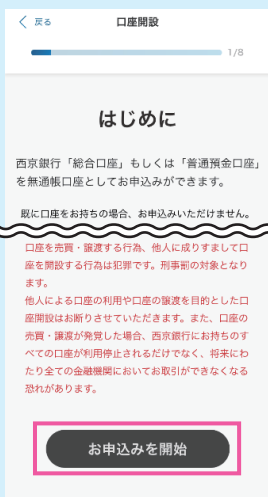 戻る 口座開設
1/8
はじめに
西京銀行「総合口座」もしくは「普通預金口座」
を無通帳口座としてお申込みができます。
既に口座をお持ちの場合、お申込みいただけません。
口座を売買・譲渡する行為、他人に成りすまして口
座を開設する行為は犯罪です。刑事罰の対象となり
ます。
他人による口座の利用や口座の譲渡を目的とした口
座開設はお断りさせていただきます。また、口座の
売買・譲渡が発覚した場合、西京銀行にお持ちのす
べての口座が利用停止されるだけでなく、将来にわ
たり全ての金融機関においてお取引ができなくなる
恐れがあります。
お申込みを開始